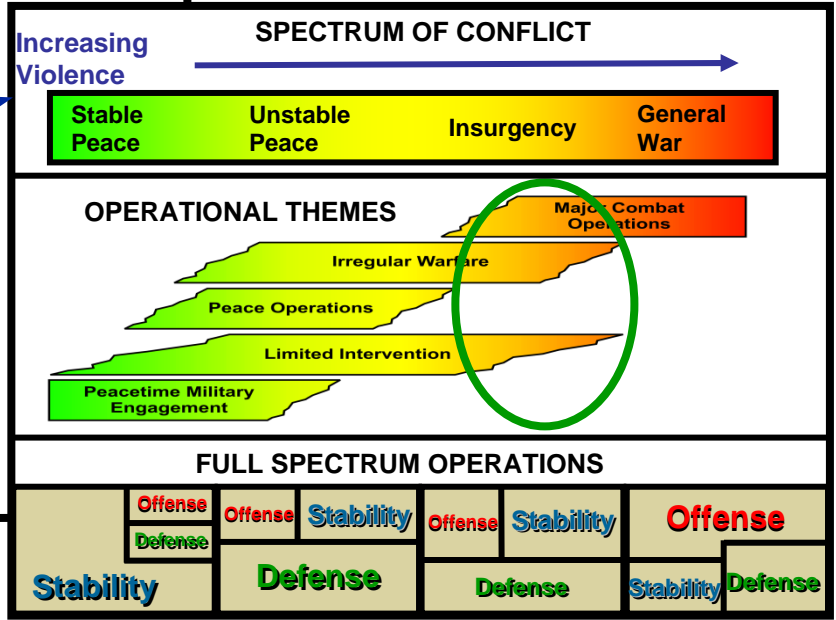 SPECTRUM OF CONFLICT
Increasing
Violence
Stable
Peace
Unstable
Peace
Insurgency
General
War
OPERATIONAL THEMES
Major Combat
Operations
Irregular Warfare
Peace Operations
Limited Intervention
Peacetime Military
Engagement
FULL SPECTRUM OPERATIONS
Offense
Defense
Stability
Offense
Stability
Defense
Offense
Stability
Defense
Offense
Stability
Defense